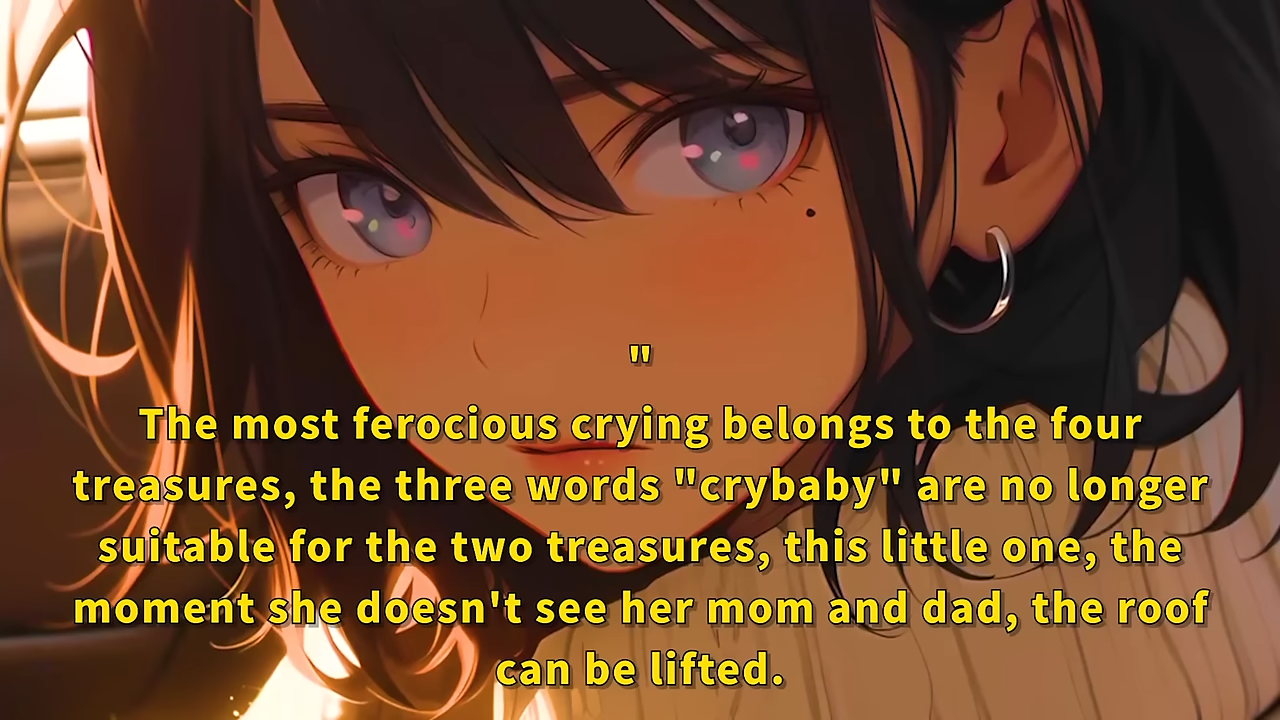 "
The most ferocious crying belongs to the four
treasures, the three words "crybaby" are no longer
suitable for the two treasures, this little one, the
moment she doesn't see her mom and dad, the roof
can be lifted.